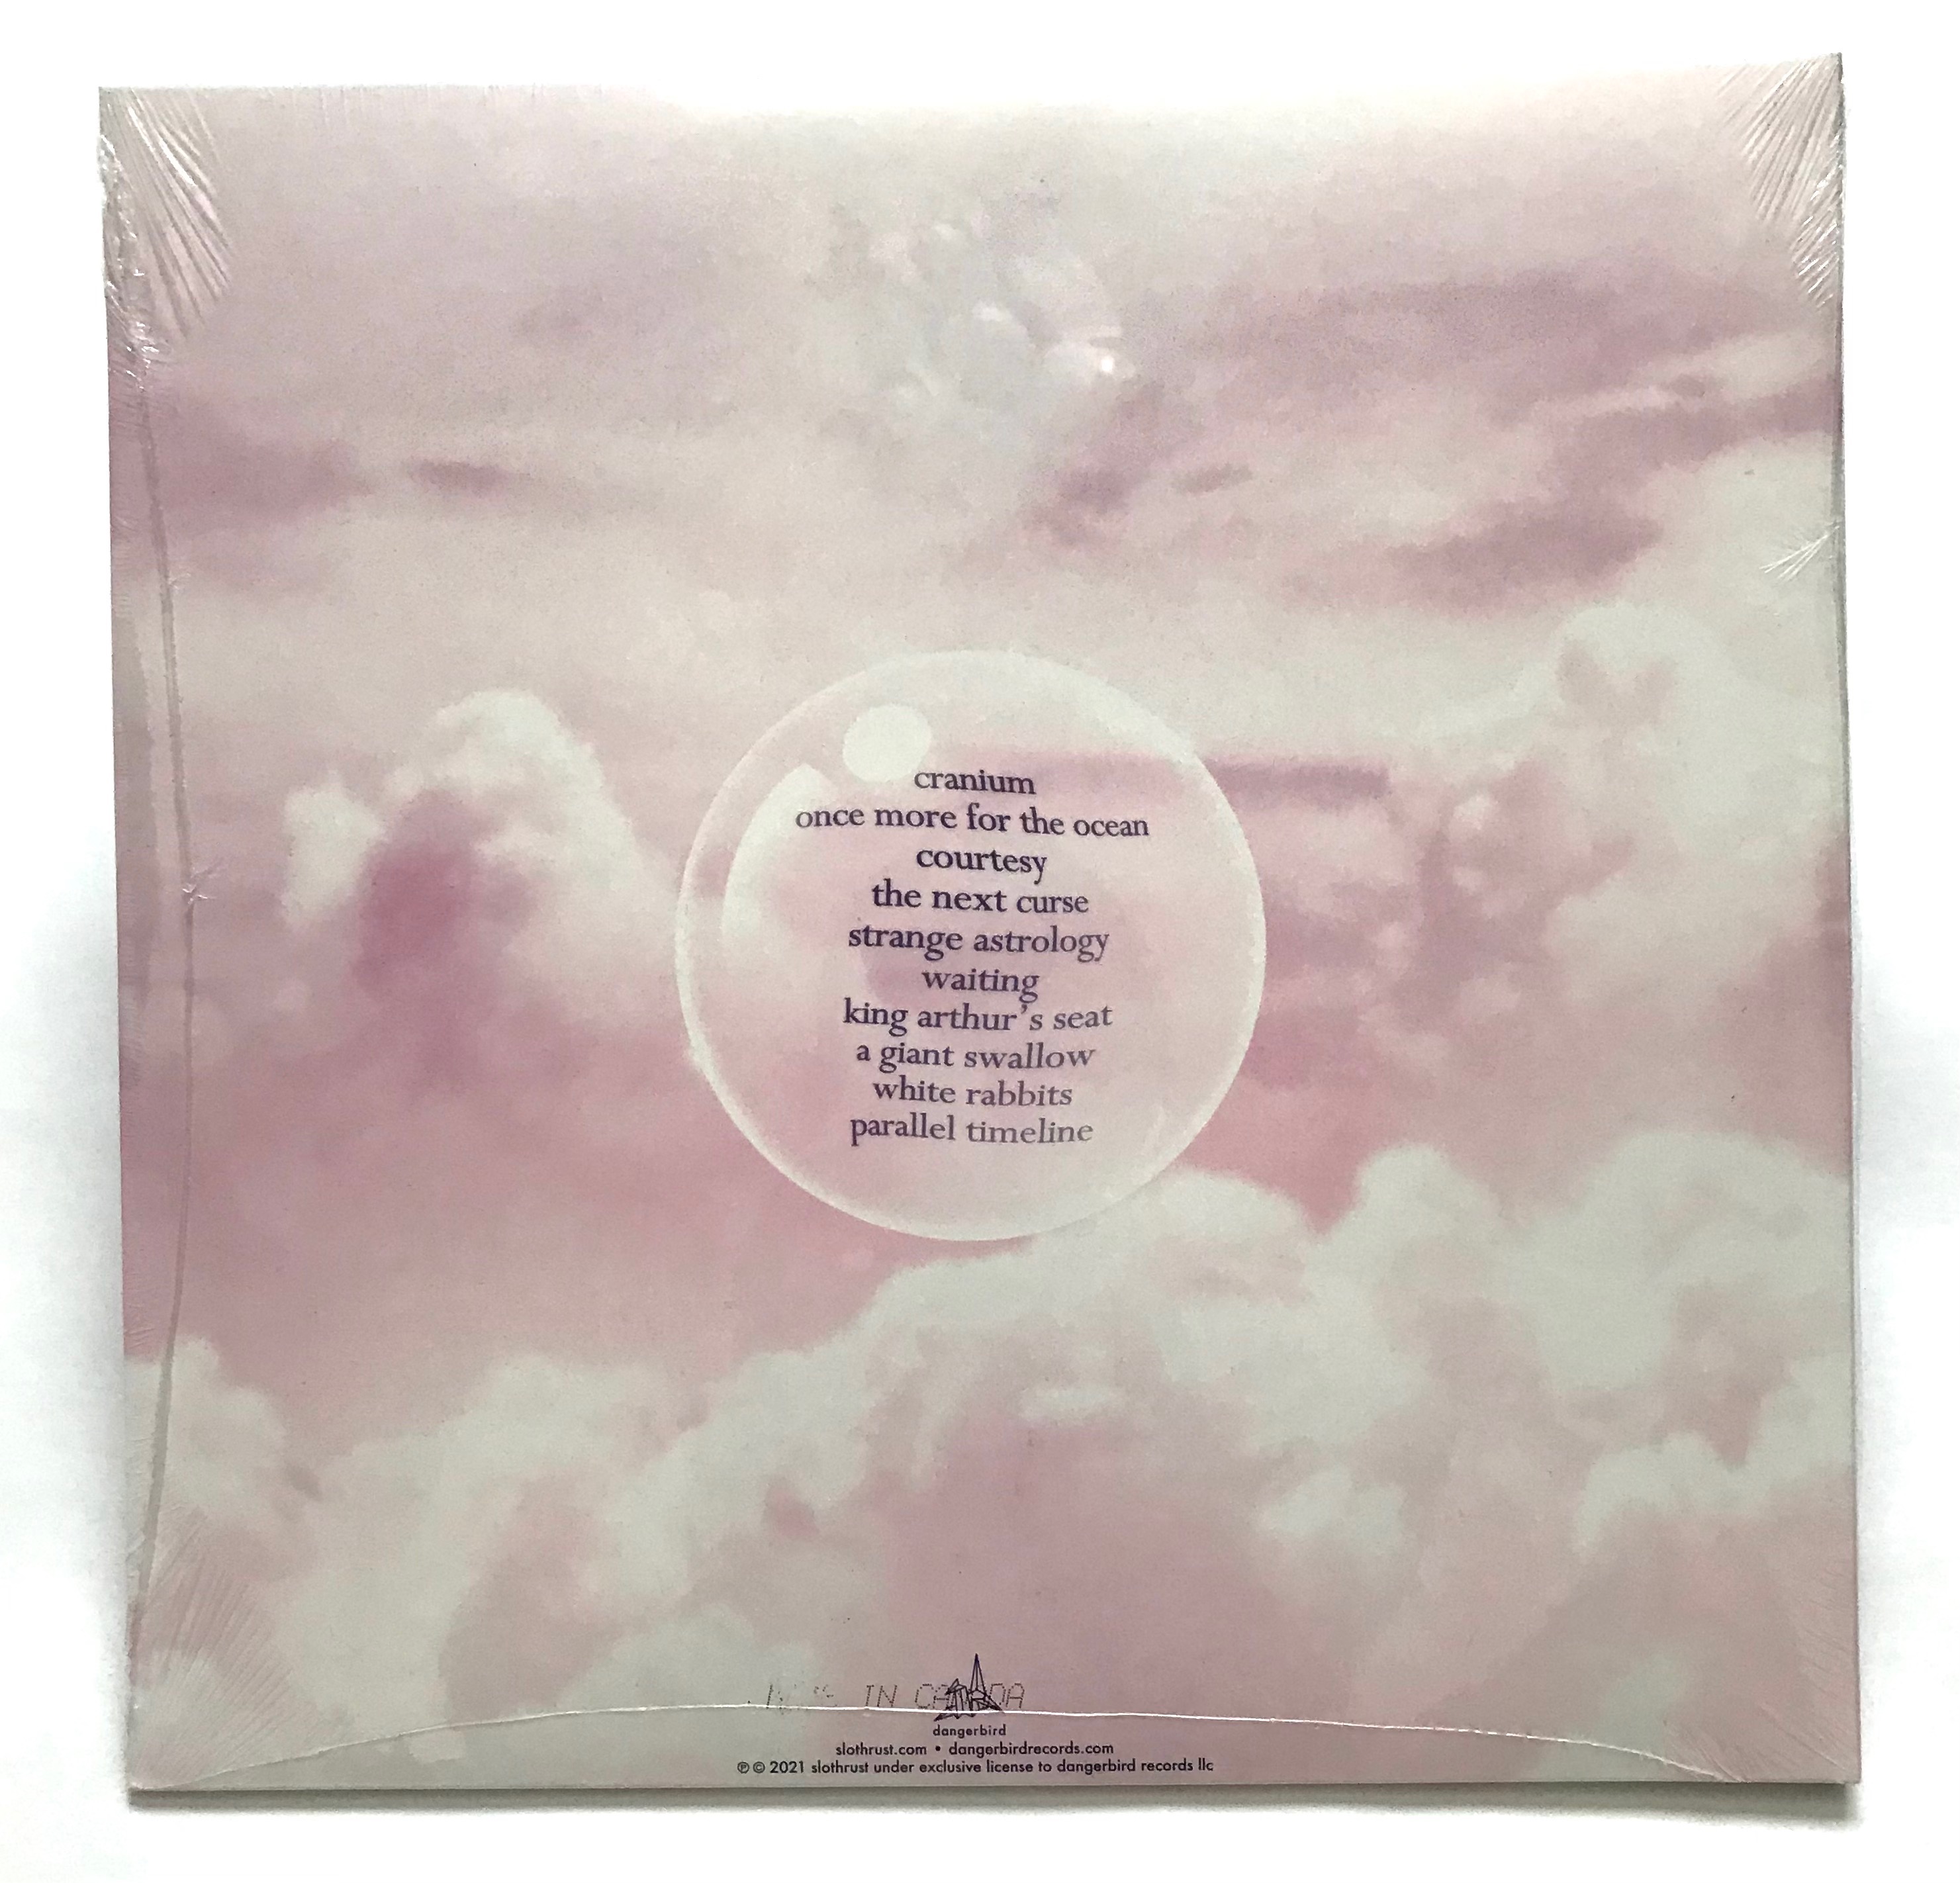 cranium
once more for the ocean
courtesy
the next curse
strange astrology
waiting
king arthur's seat
a giant swallow
white rabbits
parallel timeline
IN CANADA
dangerbird
slothrust.com • dangerbirdrecords.com
℗ © 2021 slothrust under exclusive license to dangerbird records llc